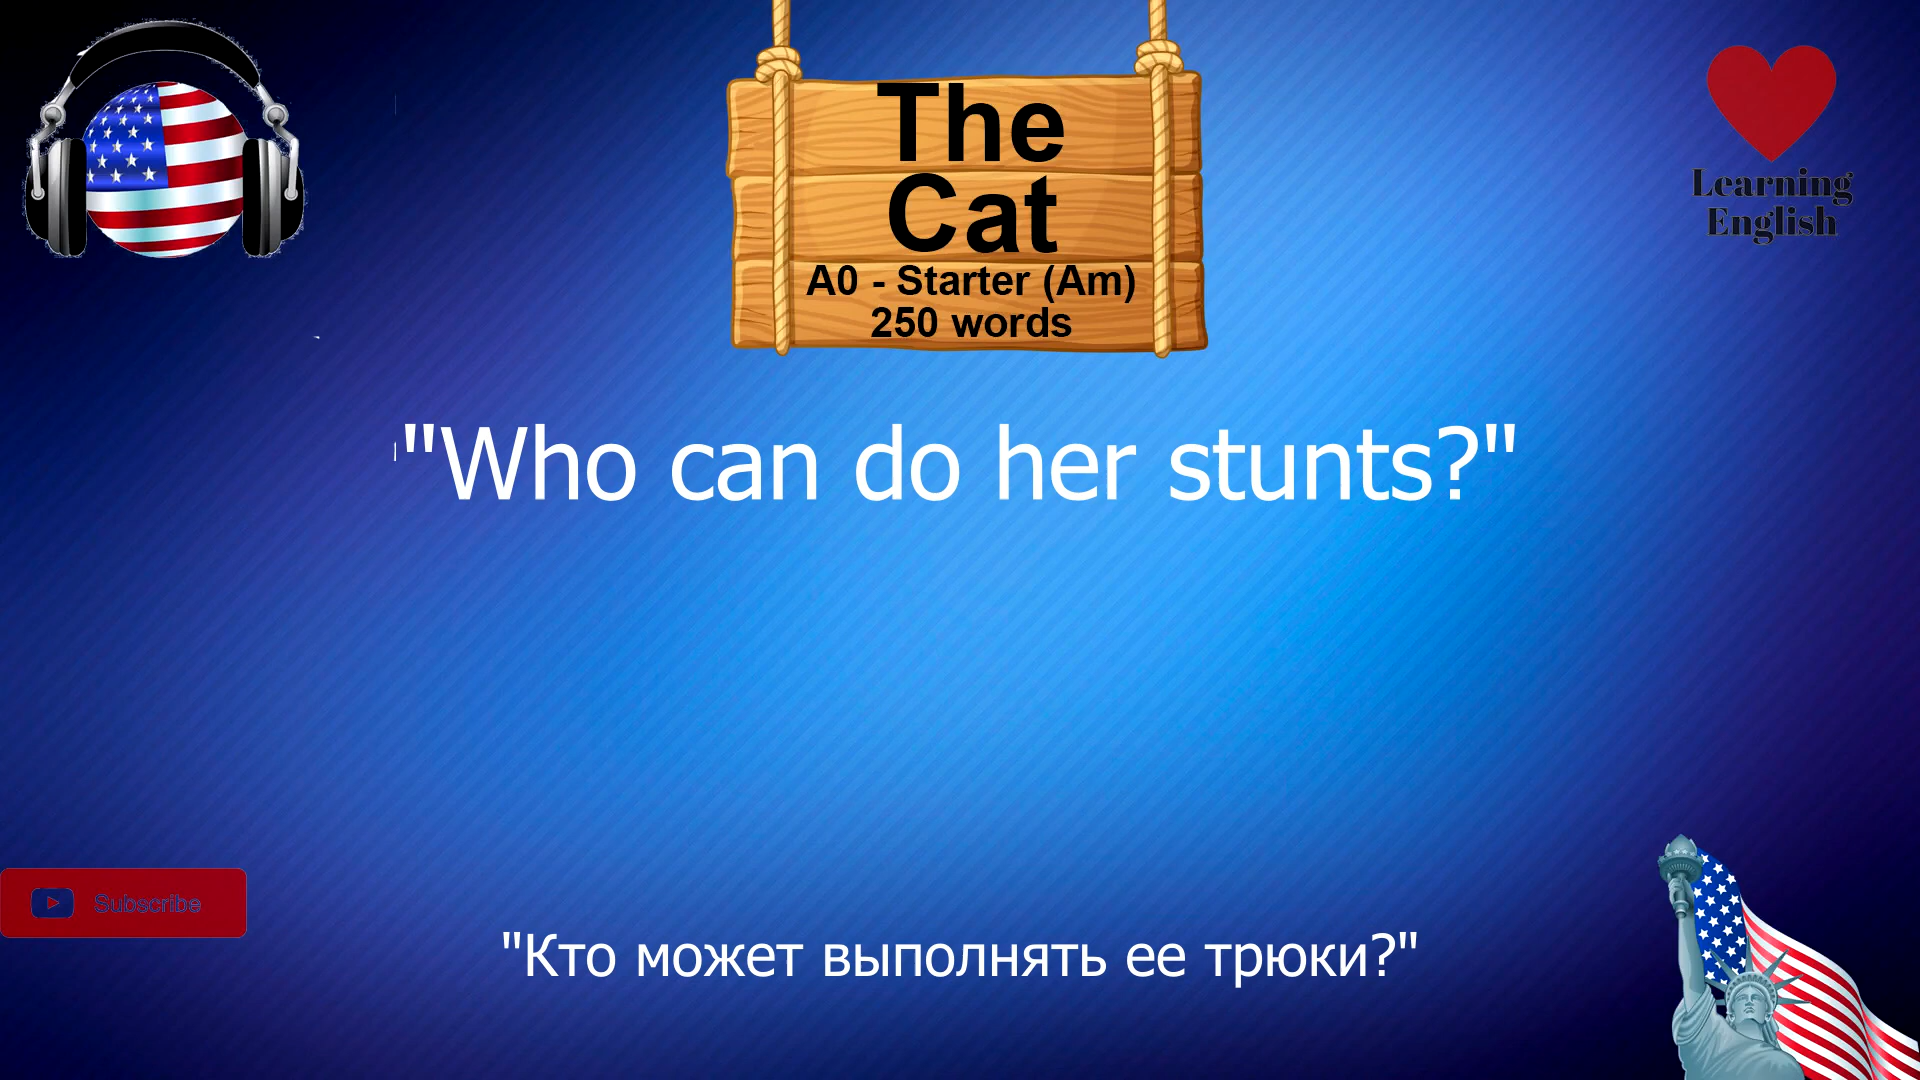 The
Cat
A0 - Starter (Am)
250 words
Learning
English
"Who can do her stunts?"
Subscribe
"Кто может выполнять ее трюки?"